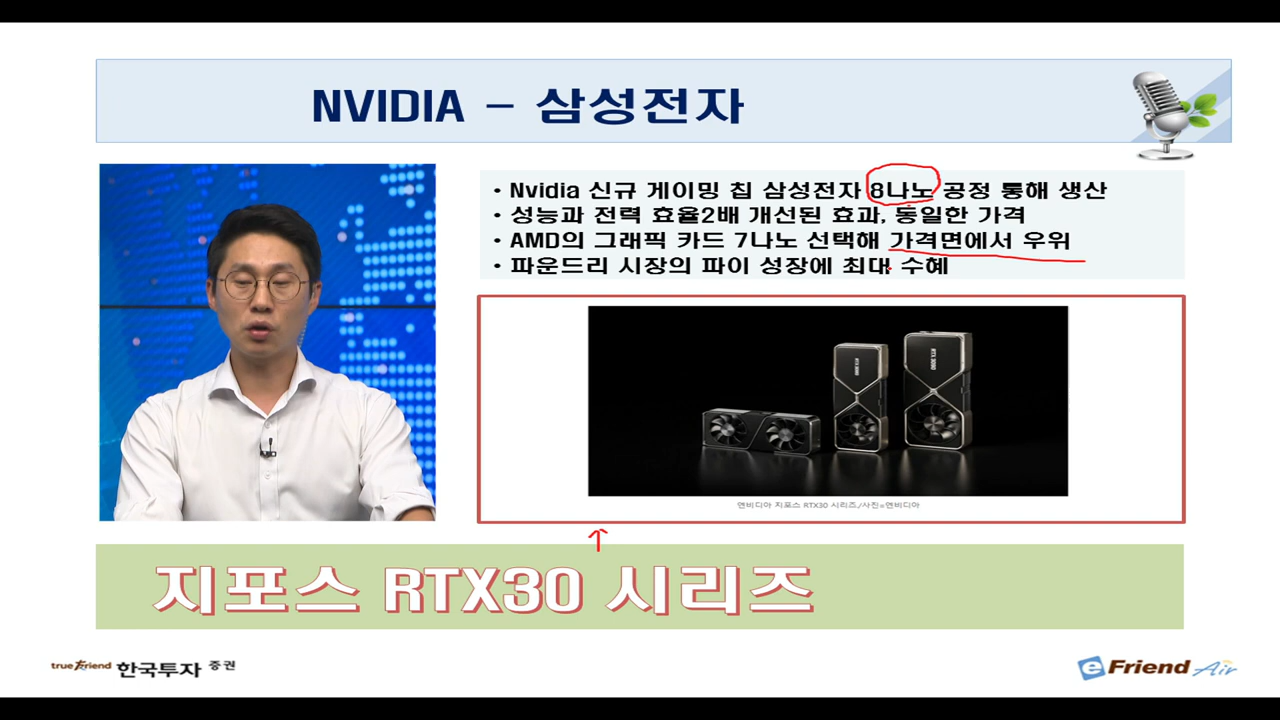 NVIDIA – 삼성전자
• Nvidia 신규 게이밍 칩 삼성전자 8나노 공정 통해 생산
• 성능과 전력 효율2배 개선된 효과, 동일한 가격
• AMD의 그래픽 카드 7나노 선택해 가격면에서 우위
• 파운드리 시장의 파이 성장에 최대 수혜
RTX 3080
RTX 3090
엔비디아 지포스 RTX30 시리즈./사진=엔비디아
지포스 RTX30 시리즈
true friend 한국투자 증권
eFriend Air